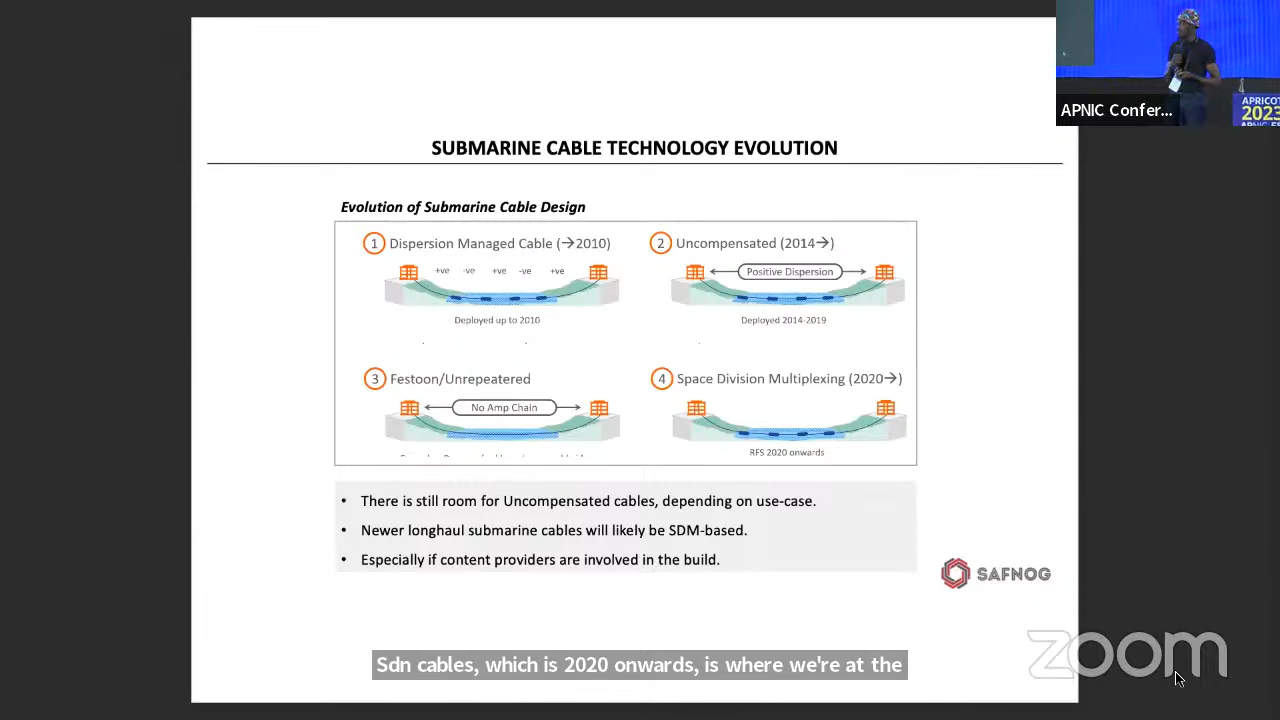 APNIC Confer...
APRICOT
2023
SUBMARINE CABLE TECHNOLOGY EVOLUTION
Evolution of Submarine Cable Design
1 Dispersion Managed Cable (→2010)
+ve -ve +ve -ve +ve
Deployed up to 2010
2 Uncompensated (2014→)
Positive Dispersion
Deployed 2014-2019
3 Festoon/Unrepeatered
No Amp Chain
4 Space Division Multiplexing (2020→)
RFS 2020 onwards
• There is still room for Uncompensated cables, depending on use-case.
• Newer longhaul submarine cables will likely be SDM-based.
• Especially if content providers are involved in the build.
SAFNOG
Sdn cables, which is 2020 onwards, is where we're at the
zoom